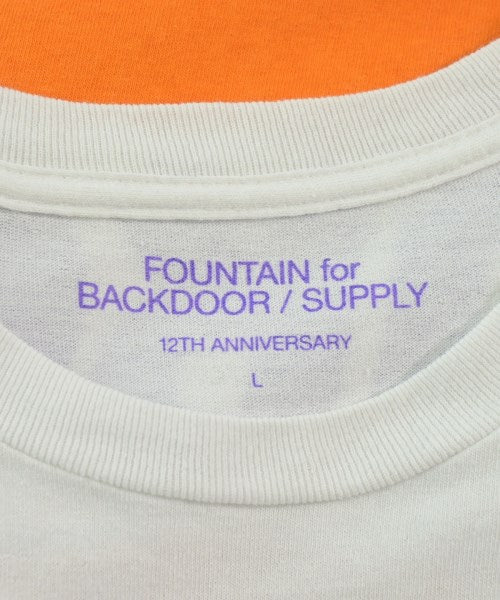 FOUNTAIN for
BACKDOOR / SUPPLY
12TH ANNIVERSARY
L